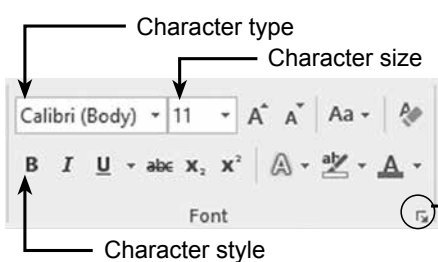 Character type
Character size
Calibri (Body) 11 A A Aa A
B I U abc X₂ X² A ab A
Font
Character style